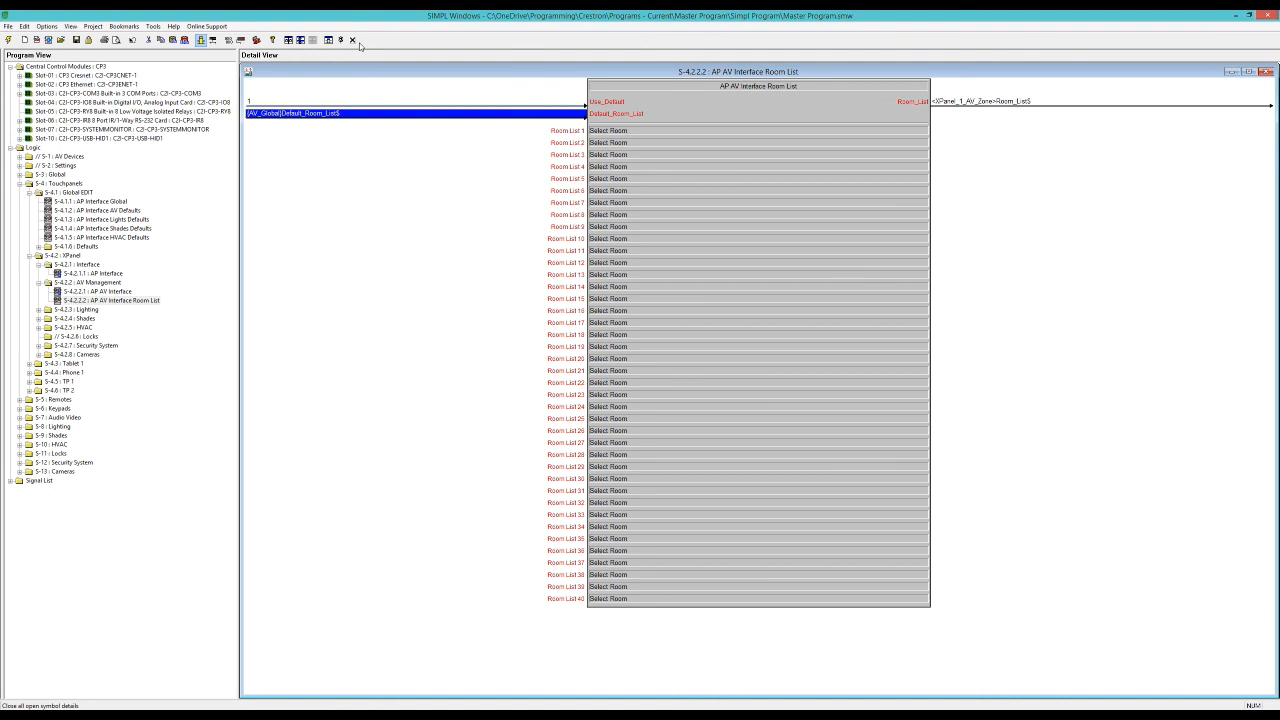 SIMPL Windows - C:\OneDrive\Programming\Crestron\Programs - Current\Master Program\Simpl Program\Master Program.smw
File Edit Options View Project Bookmarks Tools Help Online Support
Program View
Central Control Modules : CP3
Slot-01 : CP3 Cresnet : C2I-CP3CNET-1
Slot-02 : CP3 Ethernet : C2I-CP3ENET-1
Slot-03 : C2I-CP3-COM3 Built-in 3 COM Ports : C2I-CP3-COM3
Slot-04 : C2I-CP3-IO8 Built-in Digital I/O, Analog Input Card : C2I-CP3-IO8
Slot-05 : C2I-CP3-RY8 Built-in 8 Low Voltage Isolated Relays : C2I-CP3-RY8
Slot-06 : C2I-CP3-IR8 8 Port IR/1-Way RS-232 Card : C2I-CP3-IR8
Slot-07 : C2I-CP3-SYSTEMMONITOR : C2I-CP3-SYSTEMMONITOR
Slot-10 : C2I-CP3-USB-HID1 : C2I-CP3-USB-HID1
Logic
// S-1 : AV Devices
// S-2 : Settings
S-3 : Global
S-4 : Touchpanels
S-4.1 : Global EDIT
S-4.1.1 : AP Interface Global
S-4.1.2 : AP Interface AV Defaults
S-4.1.3 : AP Interface Lights Defaults
S-4.1.4 : AP Interface Shades Defaults
S-4.1.5 : AP Interface HVAC Defaults
S-4.1.6 : Defaults
S-4.2 : XPanel
S-4.2.1 : Interface
S-4.2.1.1 : AP Interface
S-4.2.2 : AV Management
S-4.2.2.1 : AP AV Interface
S-4.2.2.2 : AP AV Interface Room List
S-4.2.3 : Lighting
S-4.2.4 : Shades
S-4.2.5 : HVAC
// S-4.2.6 : Locks
S-4.2.7 : Security System
S-4.2.8 : Cameras
S-4.3 : Tablet 1
S-4.4 : Phone 1
S-4.5 : TP 1
S-4.6 : TP 2
S-5 : Remotes
S-6 : Keypads
S-7 : Audio Video
S-8 : Lighting
S-9 : Shades
S-10 : HVAC
S-11 : Locks
S-12 : Security System
S-13 : Cameras
Signal List
Detail View
S-4.2.2.2 : AP AV Interface Room List
AP AV Interface Room List
1 Use_Default Room_List <XPanel_1_AV_Zone>Room_List$
[AV_Global]Default_Room_List$ Default_Room_List
Room List 1 Select Room
Room List 2 Select Room
Room List 3 Select Room
Room List 4 Select Room
Room List 5 Select Room
Room List 6 Select Room
Room List 7 Select Room
Room List 8 Select Room
Room List 9 Select Room
Room List 10 Select Room
Room List 11 Select Room
Room List 12 Select Room
Room List 13 Select Room
Room List 14 Select Room
Room List 15 Select Room
Room List 16 Select Room
Room List 17 Select Room
Room List 18 Select Room
Room List 19 Select Room
Room List 20 Select Room
Room List 21 Select Room
Room List 22 Select Room
Room List 23 Select Room
Room List 24 Select Room
Room List 25 Select Room
Room List 26 Select Room
Room List 27 Select Room
Room List 28 Select Room
Room List 29 Select Room
Room List 30 Select Room
Room List 31 Select Room
Room List 32 Select Room
Room List 33 Select Room
Room List 34 Select Room
Room List 35 Select Room
Room List 36 Select Room
Room List 37 Select Room
Room List 38 Select Room
Room List 39 Select Room
Room List 40 Select Room
Close all open symbol details
NUM